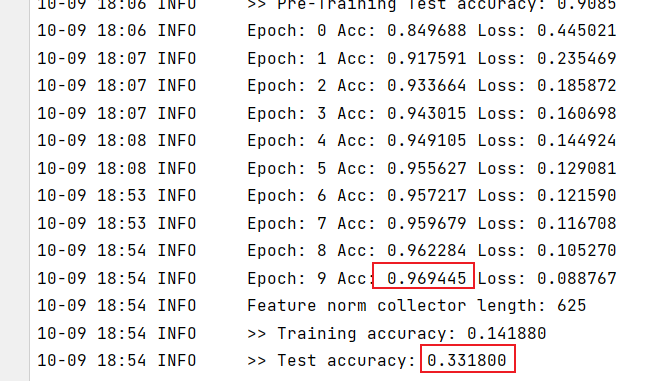 10-09 18:06 INFO >> Pre-Training Test accuracy: 0.9085
10-09 18:06 INFO Epoch: 0 Acc: 0.849688 Loss: 0.445021
10-09 18:07 INFO Epoch: 1 Acc: 0.917591 Loss: 0.235469
10-09 18:07 INFO Epoch: 2 Acc: 0.933664 Loss: 0.185872
10-09 18:07 INFO Epoch: 3 Acc: 0.943015 Loss: 0.160698
10-09 18:08 INFO Epoch: 4 Acc: 0.949105 Loss: 0.144924
10-09 18:08 INFO Epoch: 5 Acc: 0.955627 Loss: 0.129081
10-09 18:53 INFO Epoch: 6 Acc: 0.957217 Loss: 0.121590
10-09 18:53 INFO Epoch: 7 Acc: 0.959679 Loss: 0.116708
10-09 18:54 INFO Epoch: 8 Acc: 0.962284 Loss: 0.105270
10-09 18:54 INFO Epoch: 9 Acc: 0.969445 Loss: 0.088767
10-09 18:54 INFO Feature norm collector length: 625
10-09 18:54 INFO >> Training accuracy: 0.141880
10-09 18:54 INFO >> Test accuracy: 0.331800